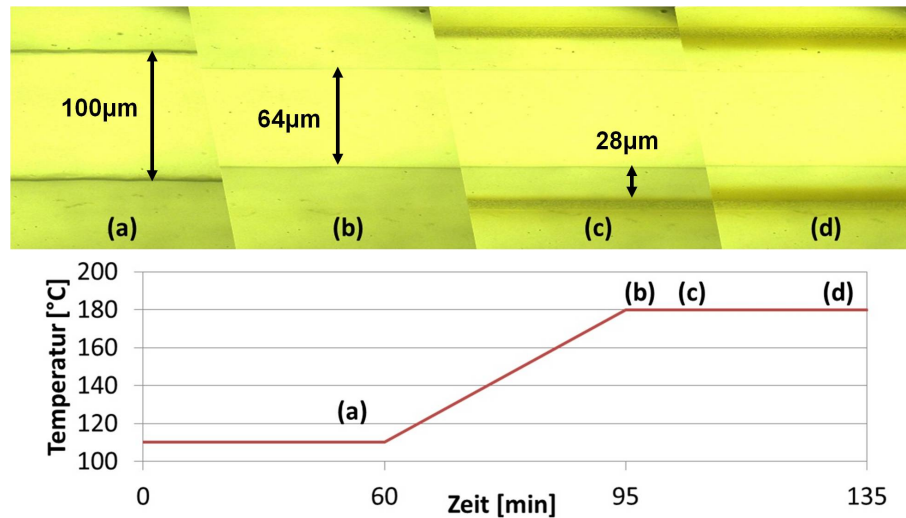 100µm
64µm
28µm
(a)
(b)
(c)
(d)
Temperatur [°C]
200
180
160
140
120
100
(a)
(b)
(c)
(d)
0
60
95
135
Zeit [min]